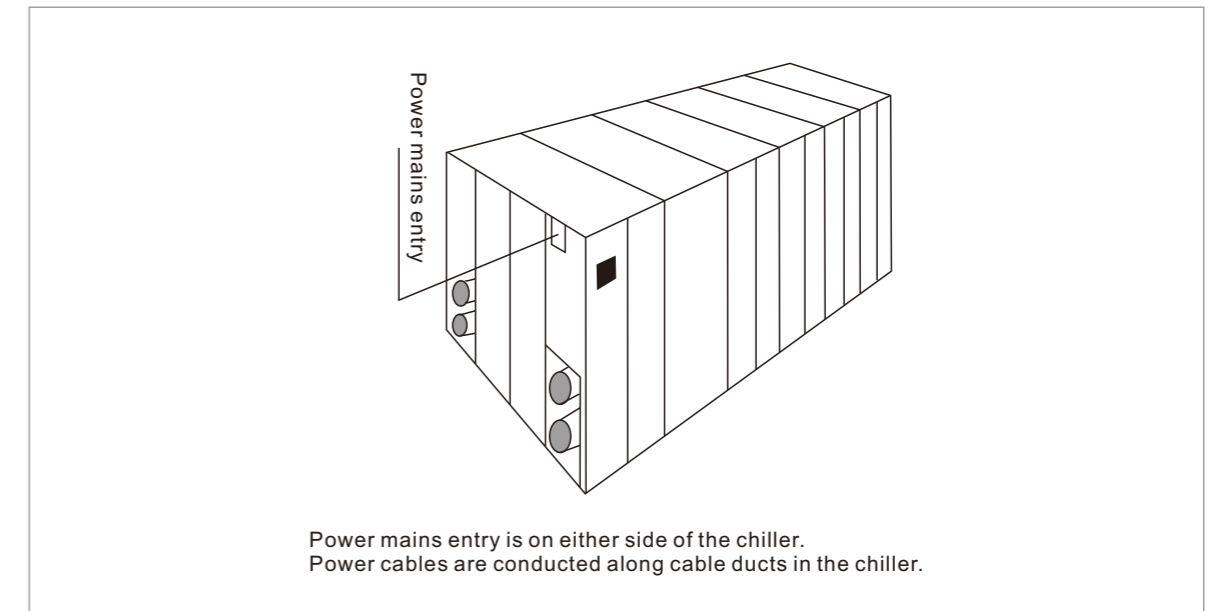 Power mains entry
Power mains entry is on either side of the chiller.
Power cables are conducted along cable ducts in the chiller.